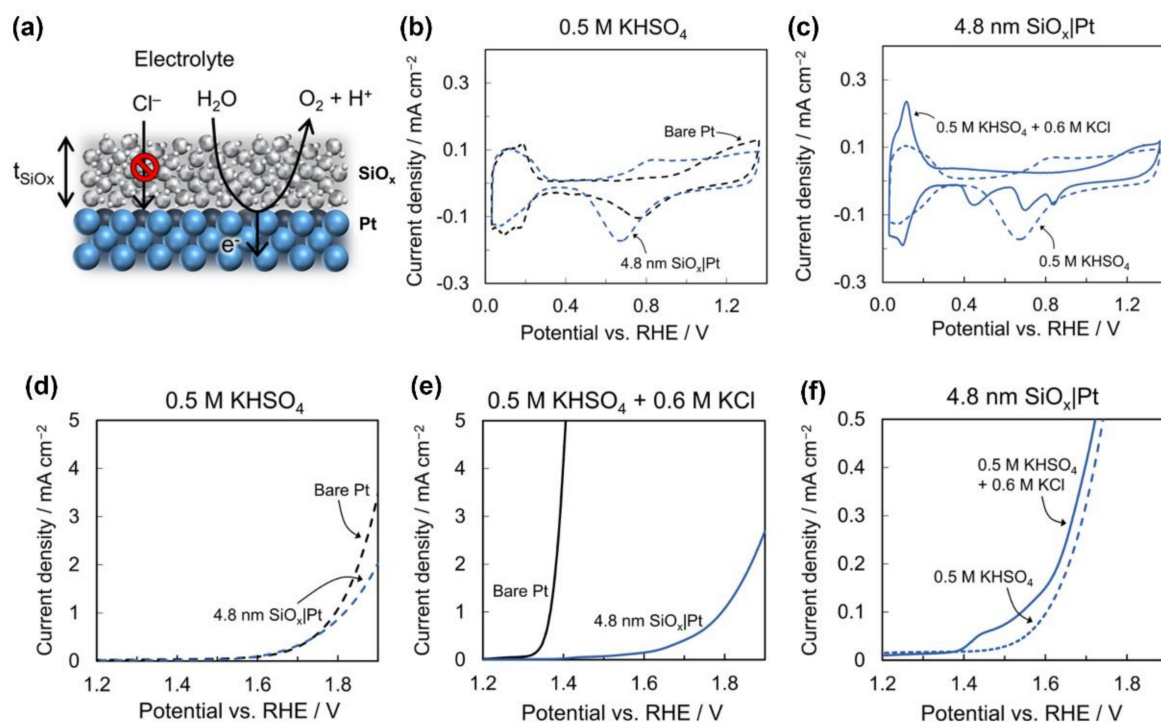 (a)
Electrolyte
Cl⁻
H₂O
O₂ + H⁺
t_SiOx
SiOₓ
Pt
e⁻
(b)
0.5 M KHSO₄
Current density / mA cm⁻²
0.3
0.1
-0.1
-0.3
Bare Pt
4.8 nm SiOₓ|Pt
0.0 0.4 0.8 1.2
Potential vs. RHE / V
(c)
4.8 nm SiOₓ|Pt
Current density / mA cm⁻²
0.3
0.1
-0.1
-0.3
0.5 M KHSO₄ + 0.6 M KCl
0.5 M KHSO₄
0.0 0.4 0.8 1.2
Potential vs. RHE / V
(d)
0.5 M KHSO₄
Current density / mA cm⁻²
5
4
3
2
1
0
Bare Pt
4.8 nm SiOₓ|Pt
1.2 1.4 1.6 1.8
Potential vs. RHE / V
(e)
0.5 M KHSO₄ + 0.6 M KCl
Current density / mA cm⁻²
5
4
3
2
1
0
Bare Pt
4.8 nm SiOₓ|Pt
1.2 1.4 1.6 1.8
Potential vs. RHE / V
(f)
4.8 nm SiOₓ|Pt
Current density / mA cm⁻²
0.5
0.4
0.3
0.2
0.1
0
0.5 M KHSO₄
+ 0.6 M KCl
0.5 M KHSO₄
1.2 1.4 1.6 1.8
Potential vs. RHE / V